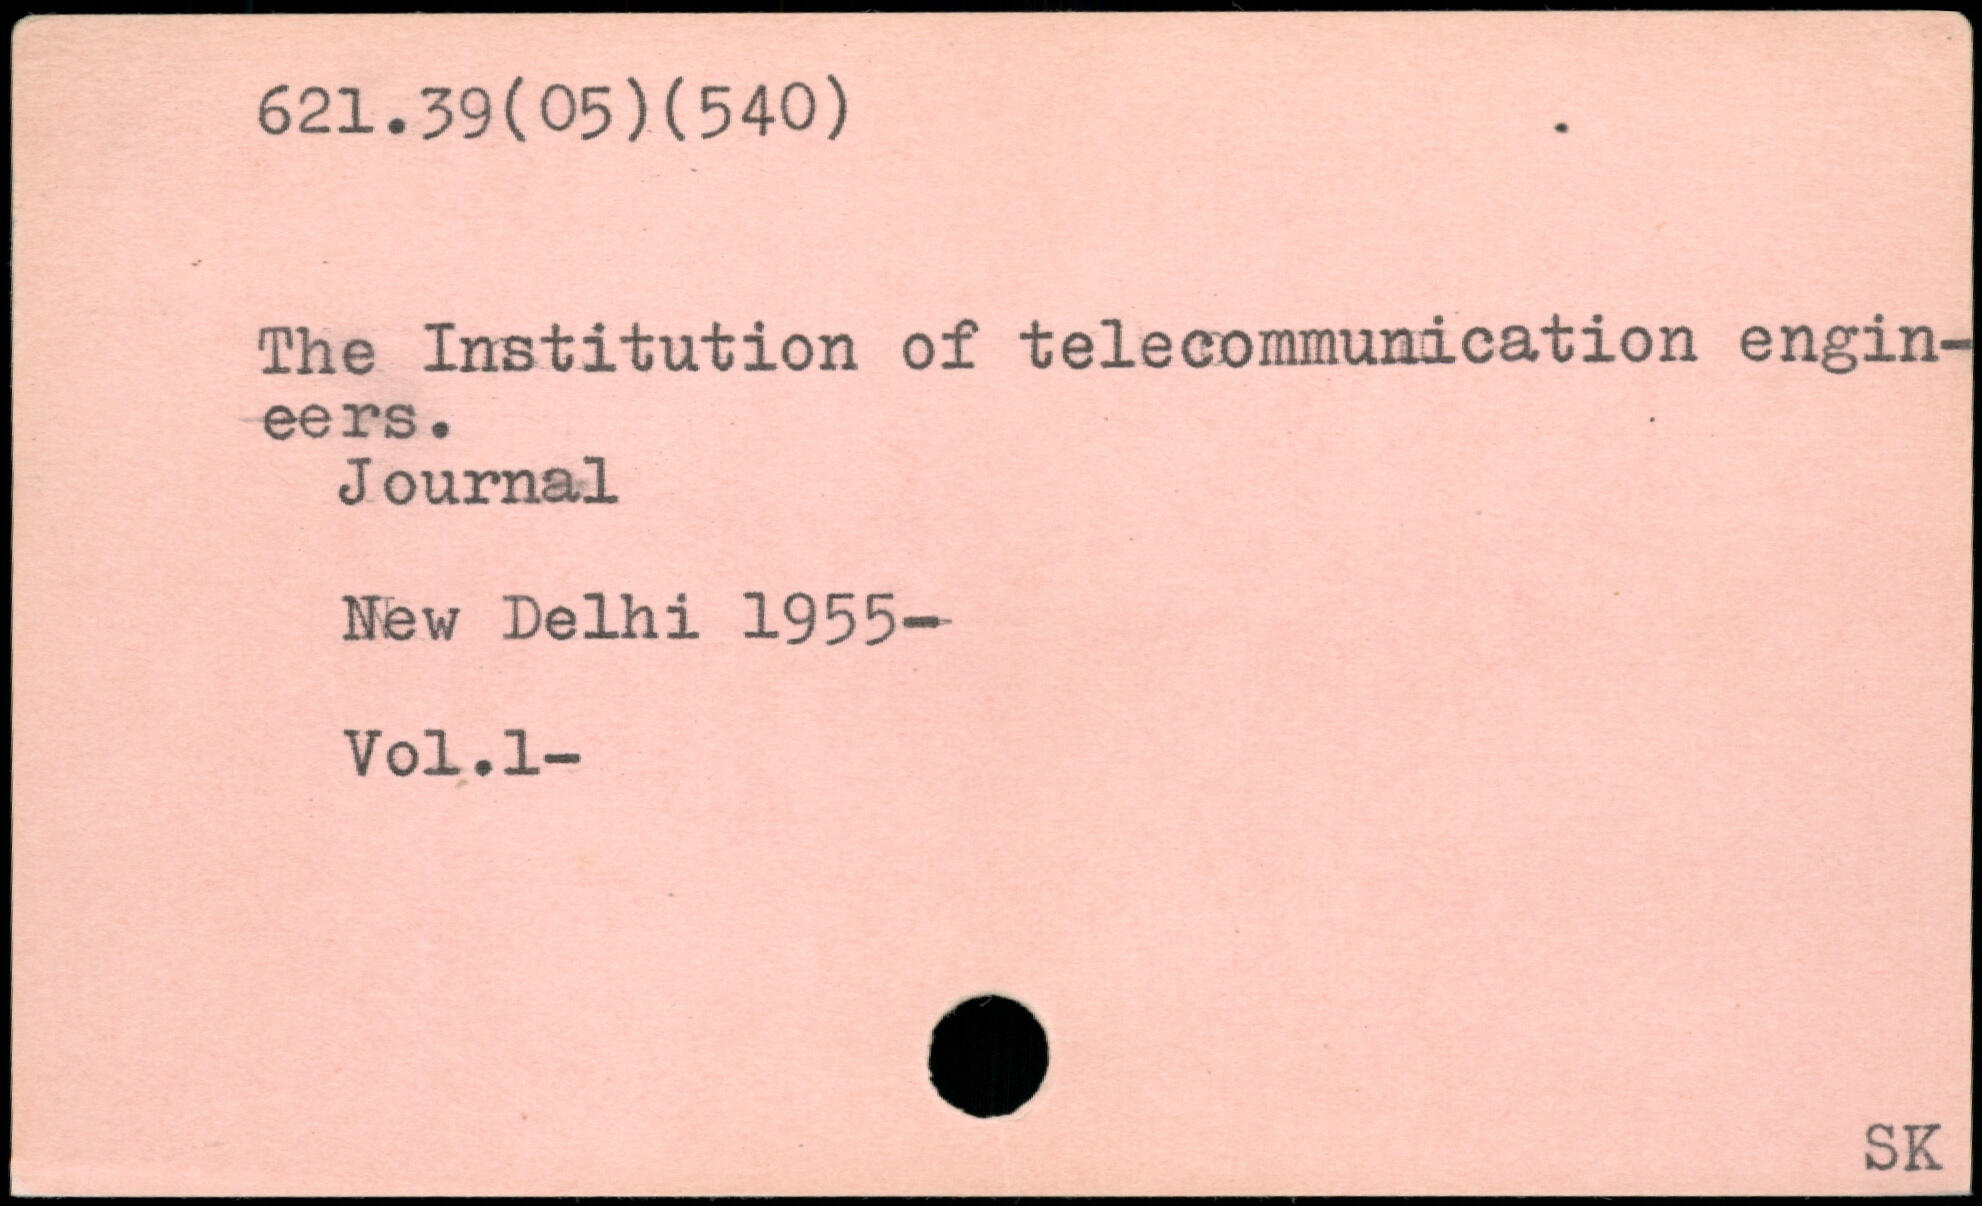 621.39(05)(540)
The Institution of telecommunication engin-
eers.
Journal
New Delhi 1955-
Vol.1-
SK